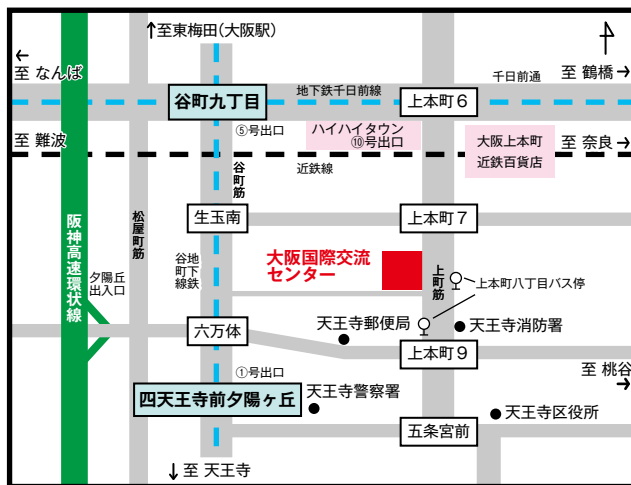 ↑至東梅田(大阪駅)
←
至 なんば
谷町九丁目
地下鉄千日前線
千日前通
至 鶴橋→
上本町6
⑤号出口
ハイハイタウン
⑩号出口
大阪上本町
近鉄百貨店
至 難波
←
近鉄線
至 奈良→
谷町筋
松屋町筋
阪神高速環状線
生玉南
上本町7
地下鉄
谷町線
大阪国際交流
センター
上町筋
上本町八丁目バス停
夕陽丘
出入口
六万体
天王寺郵便局
天王寺消防署
上本町9
①号出口
至 桃谷
→
四天王寺前夕陽ヶ丘
天王寺警察署
天王寺区役所
五条宮前
↓至 天王寺